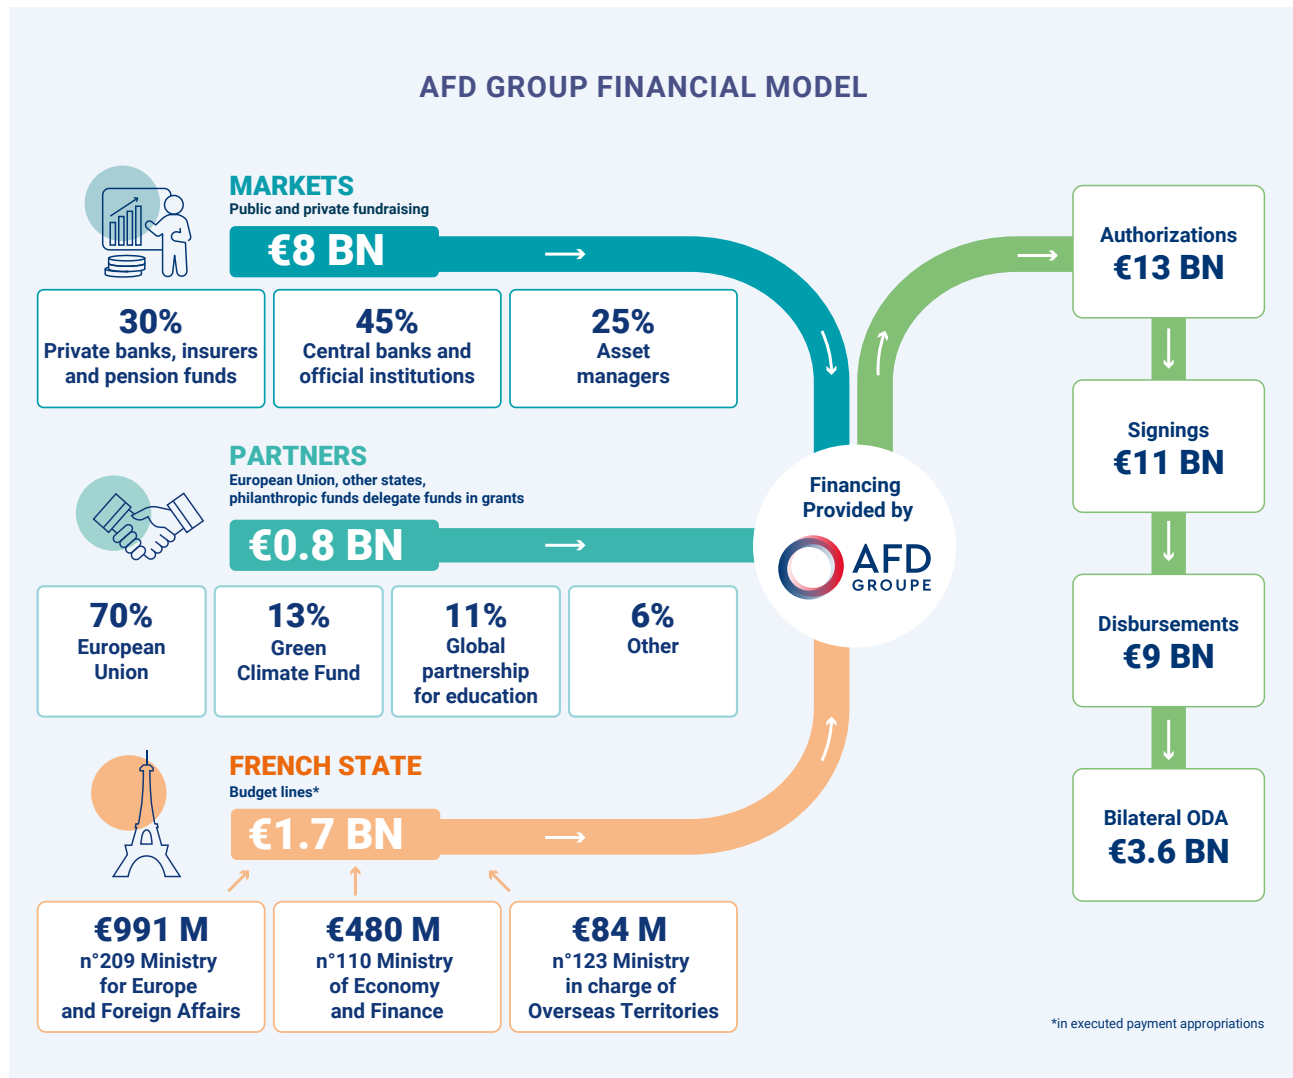 AFD GROUP FINANCIAL MODEL
MARKETS
Public and private fundraising
€8 BN
30%
Private banks, insurers
and pension funds
45%
Central banks and
official institutions
25%
Asset
managers
PARTNERS
European Union, other states,
philanthropic funds delegate funds in grants
€0.8 BN
70%
European
Union
13%
Green
Climate Fund
11%
Global
partnership
for education
6%
Other
FRENCH STATE
Budget lines*
€1.7 BN
€991 M
n°209 Ministry
for Europe
and Foreign Affairs
€480 M
n°110 Ministry
of Economy
and Finance
€84 M
n°123 Ministry
in charge of
Overseas Territories
Financing
Provided by
AFD
GROUPE
Authorizations
€13 BN
Signings
€11 BN
Disbursements
€9 BN
Bilateral ODA
€3.6 BN
*in executed payment appropriations